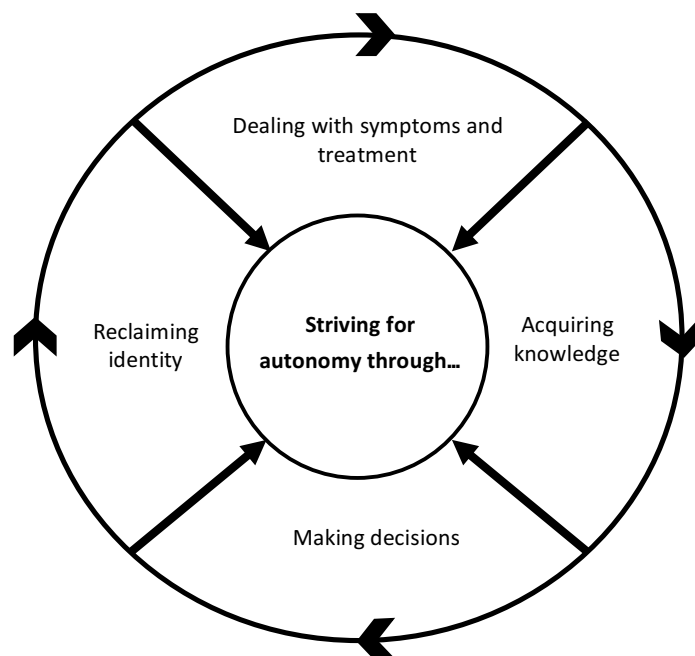 Dealing with symptoms and
treatment
Reclaiming
identity
Striving for
autonomy through...
Acquiring
knowledge
Making decisions